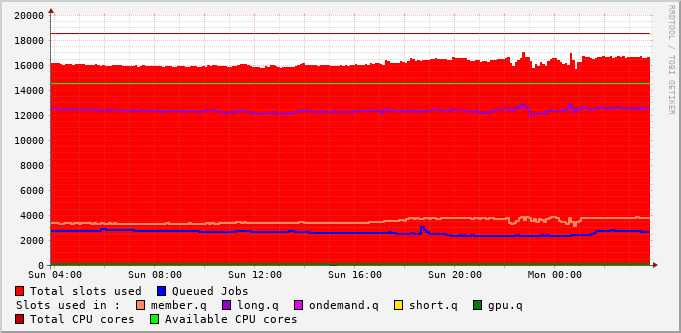 20000
18000
16000
14000
12000
10000
8000
6000
4000
2000
0
Sun 04:00 Sun 08:00 Sun 12:00 Sun 16:00 Sun 20:00 Mon 00:00
Total slots used Queued Jobs
Slots used in : member.q long.q ondemand.q short.q gpu.q
Total CPU cores Available CPU cores
RRDTOOL / TOBI OETIKER